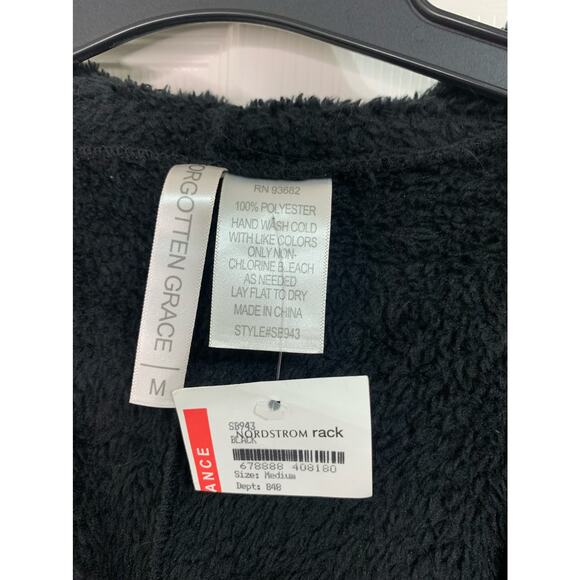 FORGOTTEN GRACE
M
RN 93682
100% POLYESTER
HAND WASH COLD
WITH LIKE COLORS
ONLY NON-
CHLORINE BLEACH
AS NEEDED
LAY FLAT TO DRY
MADE IN CHINA
STYLE#SB943
SB943
NORDSTROM rack
BLACK
678888 408180
Size: Medium
Dept: 848
ANCE